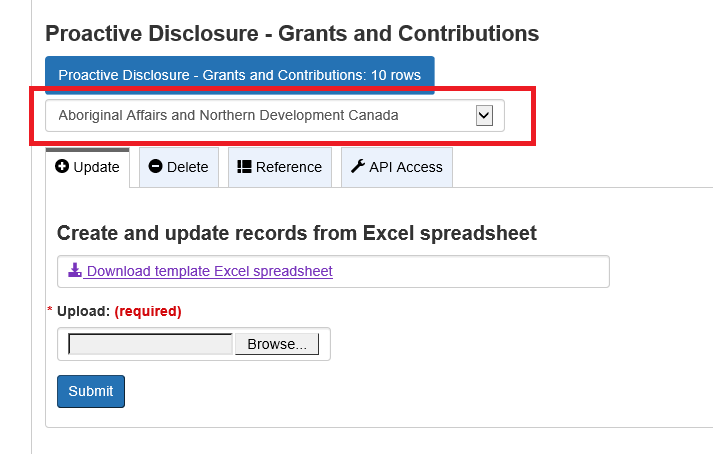 Proactive Disclosure - Grants and Contributions
Proactive Disclosure - Grants and Contributions: 10 rows
Aboriginal Affairs and Northern Development Canada
Update Delete Reference API Access
Create and update records from Excel spreadsheet
Download template Excel spreadsheet
* Upload: (required)
Browse...
Submit